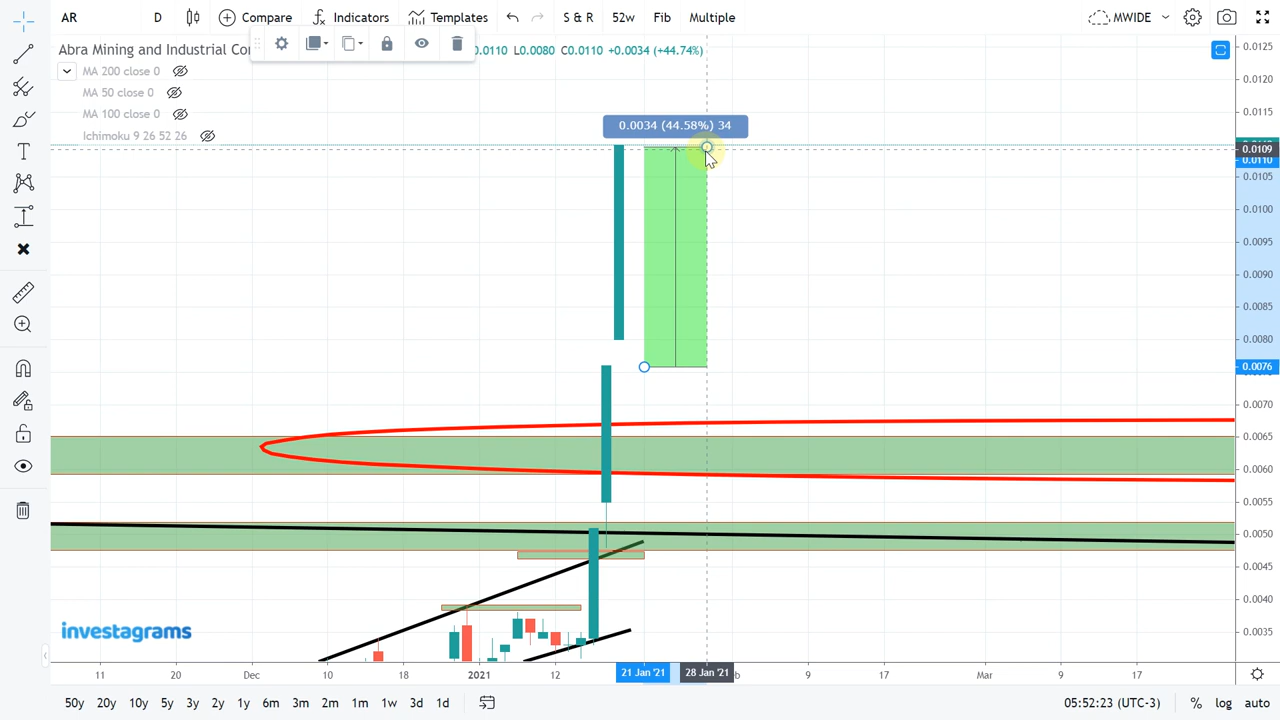 AR D Compare Indicators Templates S & R 52w Fib Multiple MWIDE
Abra Mining and Industrial Cor 0.0110 L0.0080 C0.0110 +0.0034 (+44.74%)
MA 200 close 0
MA 50 close 0
MA 100 close 0
Ichimoku 9 26 52 26
0.0034 (44.58%) 34
0.0125
0.0120
0.0115
0.0109
0.0110
0.0105
0.0100
0.0095
0.0090
0.0085
0.0080
0.0076
0.0070
0.0065
0.0060
0.0055
0.0050
0.0045
0.0040
0.0035
investagrams
11 20 Dec 10 18 2021 12 21 Jan '21 28 Jan '21 b 9 17 Mar 9 17
50y 20y 10y 5y 3y 2y 1y 6m 3m 2m 1m 1w 3d 1d 05:52:23 (UTC-3) % log auto